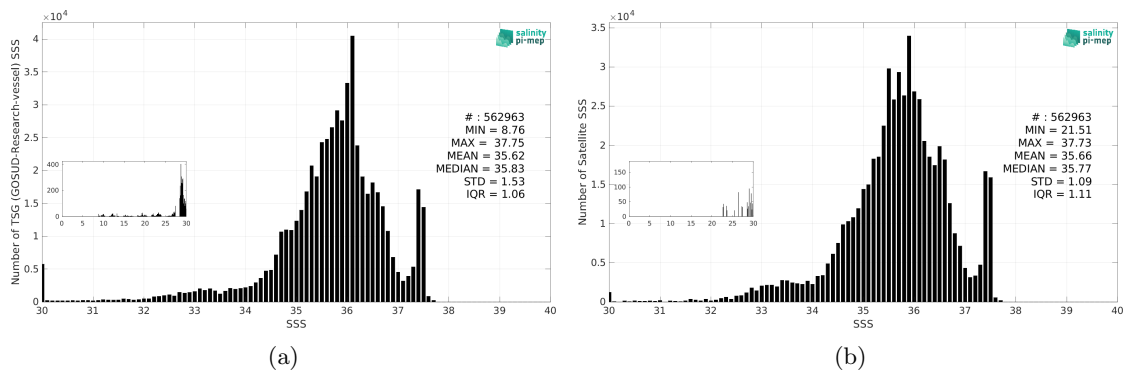 ×10⁴
4
3.5
3
2.5
2
1.5
1
0.5
0
Number of TSG (GOSUD-Research-vessel) SSS
salinity
pi-mep
# : 562963
MIN = 8.76
MAX = 37.75
MEAN = 35.62
MEDIAN = 35.83
STD = 1.53
IQR = 1.06
400
200
0
0 5 10 15 20 25 30
30 31 32 33 34 35 36 37 38 39 40
SSS
(a)
×10⁴
3.5
3
2.5
2
1.5
1
0.5
0
Number of Satellite SSS
salinity
pi-mep
# : 562963
MIN = 21.51
MAX = 37.73
MEAN = 35.66
MEDIAN = 35.77
STD = 1.09
IQR = 1.11
150
100
50
0
0 5 10 15 20 25 30
30 31 32 33 34 35 36 37 38 39 40
SSS
(b)